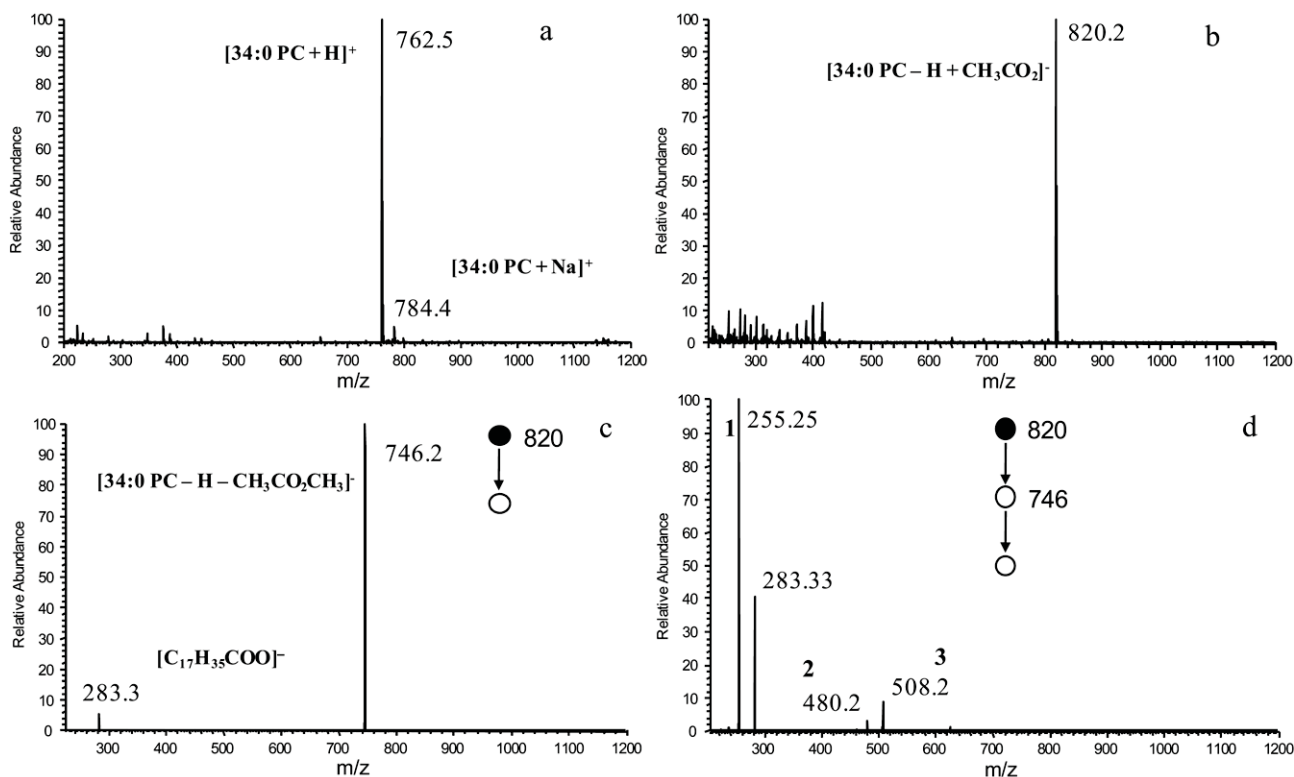 a
100
90
80
70
60
50
40
30
20
10
0
Relative Abundance
[34:0 PC + H]⁺
762.5
[34:0 PC + Na]⁺
784.4
200 300 400 500 600 700 800 900 1000 1100 1200
m/z
b
100
90
80
70
60
50
40
30
20
10
0
Relative Abundance
820.2
[34:0 PC – H + CH₃CO₂]⁻
300 400 500 600 700 800 900 1000 1100 1200
m/z
c
100
90
80
70
60
50
40
30
20
10
0
Relative Abundance
820
746.2
[34:0 PC – H – CH₃CO₂CH₃]⁻
[C₁₇H₃₅COO]⁻
283.3
300 400 500 600 700 800 900 1000 1100 1200
m/z
d
100
90
80
70
60
50
40
30
20
10
0
Relative Abundance
1 255.25
820
746
283.33
2
480.2
3
508.2
300 400 500 600 700 800 900 1000 1100 1200
m/z